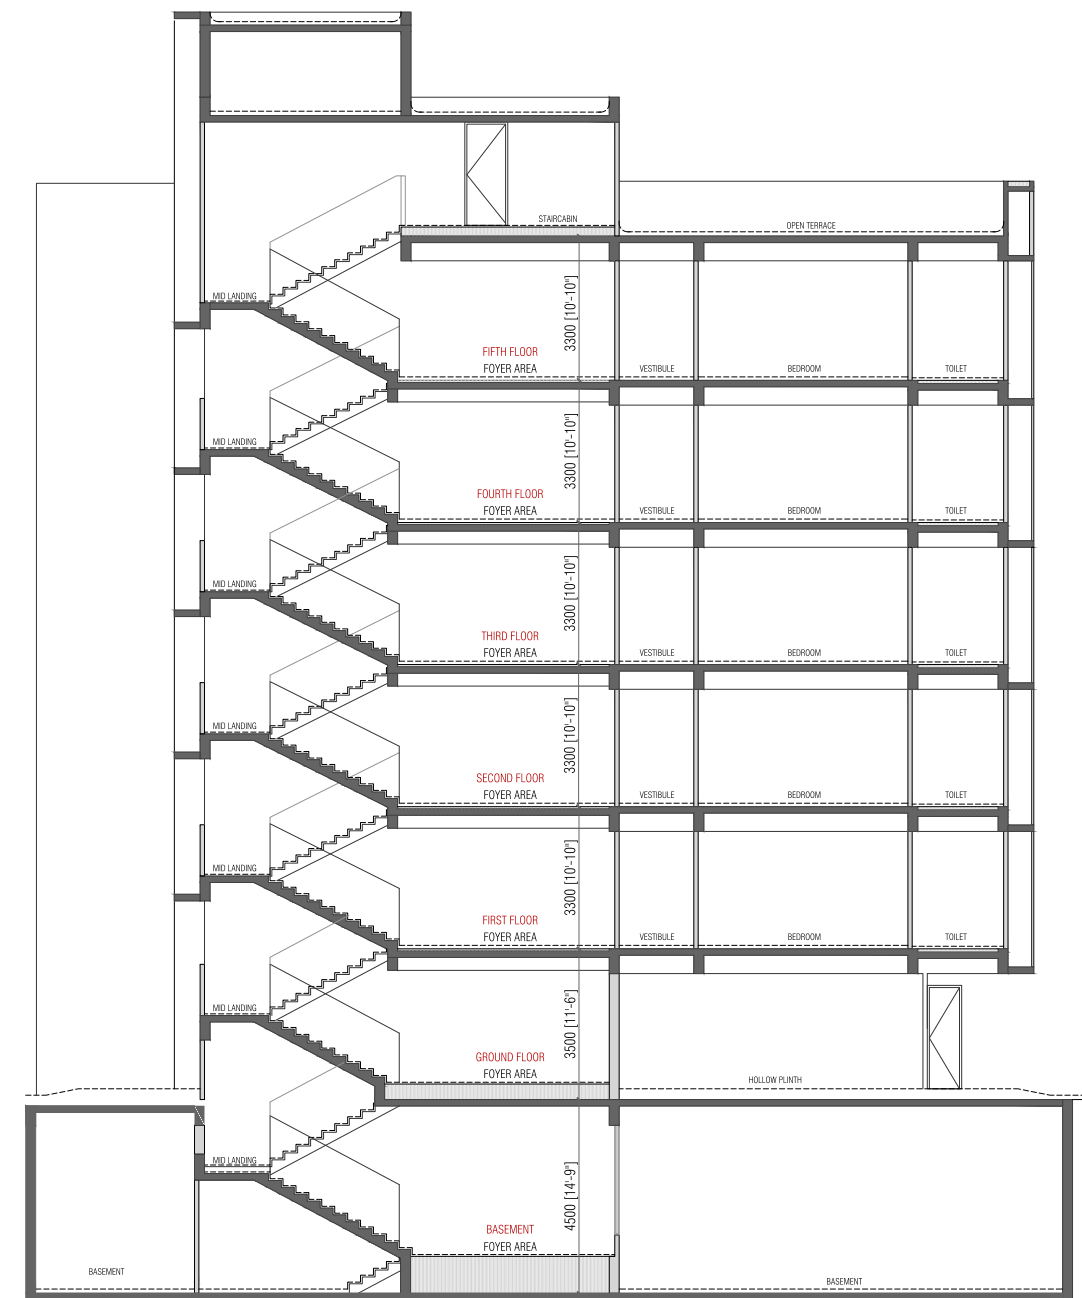 STAIRCABIN
OPEN TERRACE
MID LANDING
3300 [10'-10"]
FIFTH FLOOR
FOYER AREA
VESTIBULE
BEDROOM
TOILET
MID LANDING
3300 [10'-10"]
FOURTH FLOOR
FOYER AREA
VESTIBULE
BEDROOM
TOILET
MID LANDING
3300 [10'-10"]
THIRD FLOOR
FOYER AREA
VESTIBULE
BEDROOM
TOILET
MID LANDING
3300 [10'-10"]
SECOND FLOOR
FOYER AREA
VESTIBULE
BEDROOM
TOILET
MID LANDING
3300 [10'-10"]
FIRST FLOOR
FOYER AREA
VESTIBULE
BEDROOM
TOILET
MID LANDING
3500 [11'-6"]
GROUND FLOOR
FOYER AREA
HOLLOW PLINTH
MID LANDING
4500 [14'-9"]
BASEMENT
FOYER AREA
BASEMENT
BASEMENT